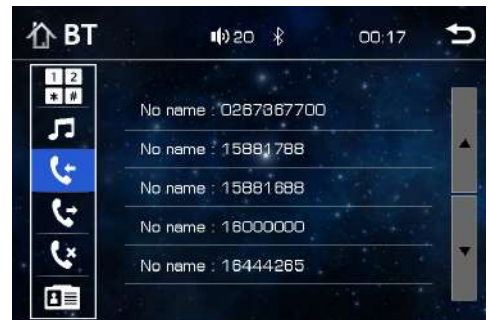 BT 20 00:17
1 2
* #
No name : 0267367700
No name : 15881788
No name : 15881688
No name : 16000000
No name : 16444265